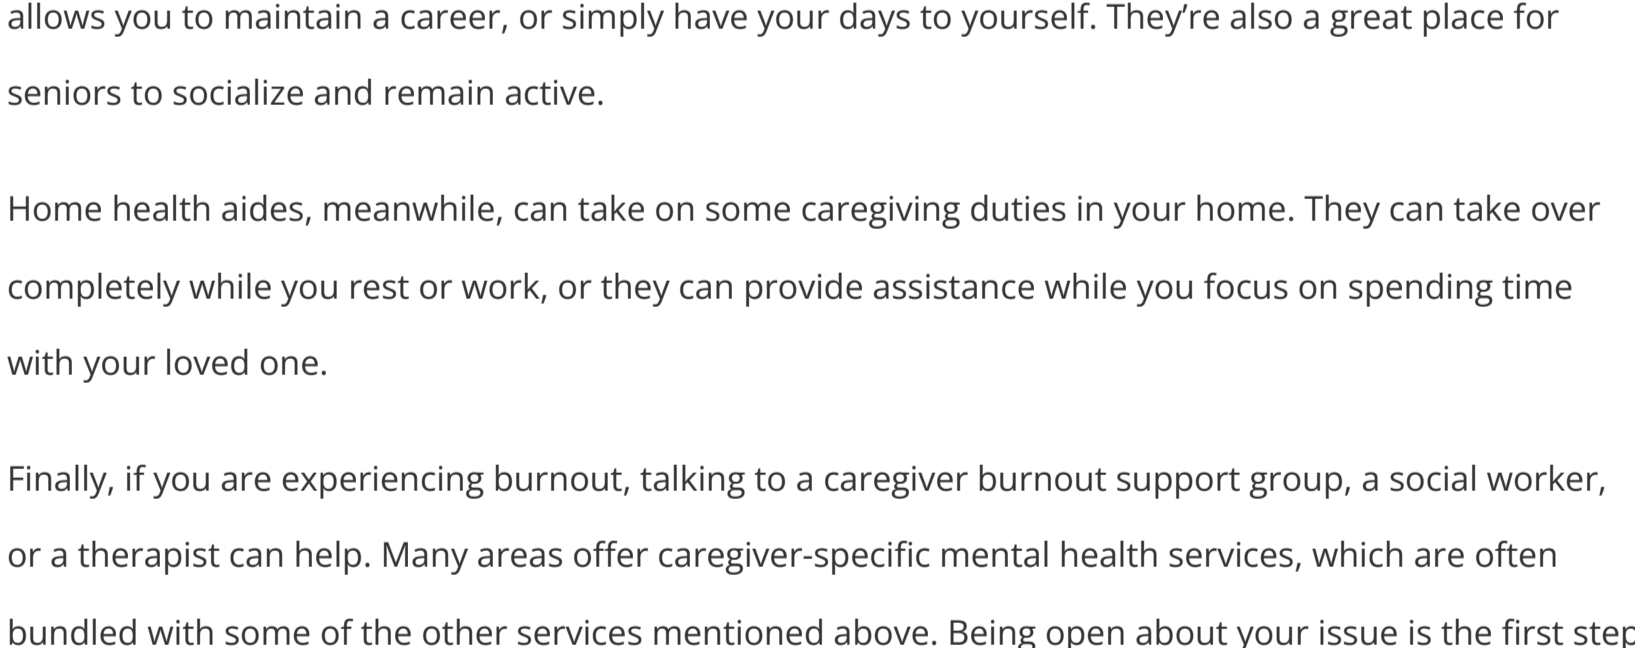 allows you to maintain a career, or simply have your days to yourself. They’re also a great place for
seniors to socialize and remain active.
Home health aides, meanwhile, can take on some caregiving duties in your home. They can take over
completely while you rest or work, or they can provide assistance while you focus on spending time
with your loved one.
Finally, if you are experiencing burnout, talking to a caregiver burnout support group, a social worker,
or a therapist can help. Many areas offer caregiver-specific mental health services, which are often
bundled with some of the other services mentioned above. Being open about your issue is the first step